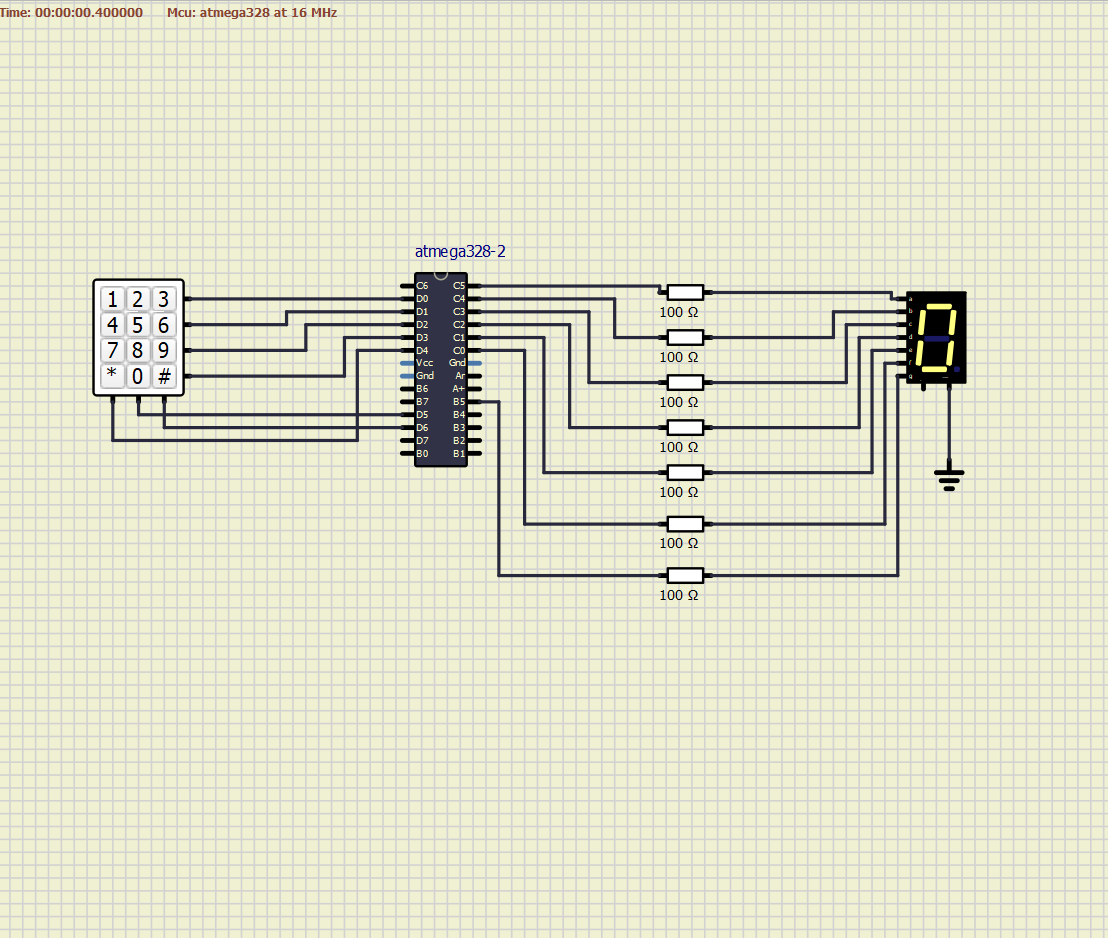 Time: 00:00:00.400000 Mcu: atmega328 at 16 MHz
atmega328-2
1 2 3
4 5 6
7 8 9
* 0 #
C6 C5
D0 C4
D1 C3
D2 C2
D3 C1
D4 C0
Vcc Gnd
Gnd Ar
B6 A+
B7 B5
D5 B4
D6 B3
D7 B2
B0 B1
100 Ω
100 Ω
100 Ω
100 Ω
100 Ω
100 Ω
100 Ω
a
b
c
d
e
f
g